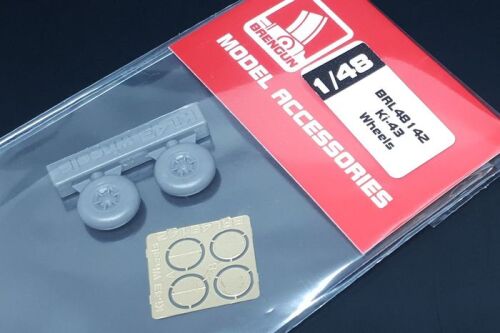 BRENGUN
MODEL ACCESSORIES
1/48
BRL48142
Ki-43
Wheels